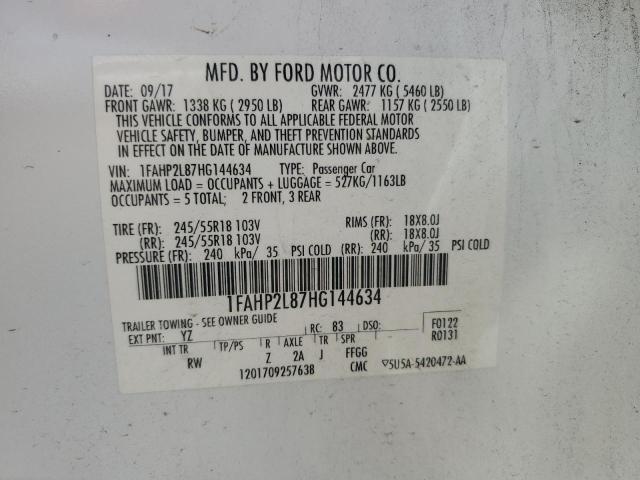 MFD. BY FORD MOTOR CO.
DATE: 09/17 GVWR: 2477 KG ( 5460 LB)
FRONT GAWR: 1338 KG ( 2950 LB) REAR GAWR: 1157 KG ( 2550 LB)
THIS VEHICLE CONFORMS TO ALL APPLICABLE FEDERAL MOTOR
VEHICLE SAFETY, BUMPER, AND THEFT PREVENTION STANDARDS
IN EFFECT ON THE DATE OF MANUFACTURE SHOWN ABOVE.
VIN: 1FAHP2L87HG144634 TYPE: Passenger Car
MAXIMUM LOAD = OCCUPANTS + LUGGAGE = 527KG/1163LB
OCCUPANTS = 5 TOTAL; 2 FRONT, 3 REAR
TIRE (FR): 245/55R18 103V RIMS (FR): 18X8.0J
(RR): 245/55R18 103V (RR): 18X8.0J
PRESSURE (FR): 240 kPa/ 35 PSI COLD (RR): 240 kPa/ 35 PSI COLD
1FAHP2L87HG144634
TRAILER TOWING - SEE OWNER GUIDE
EXT PNT: YZ RC: 83 DSO: F0122
INT TR TP/PS R AXLE TR SPR R0131
RW Z 2A J FFGG
1201709257638 CMC ▽5U5A-5420472-AA